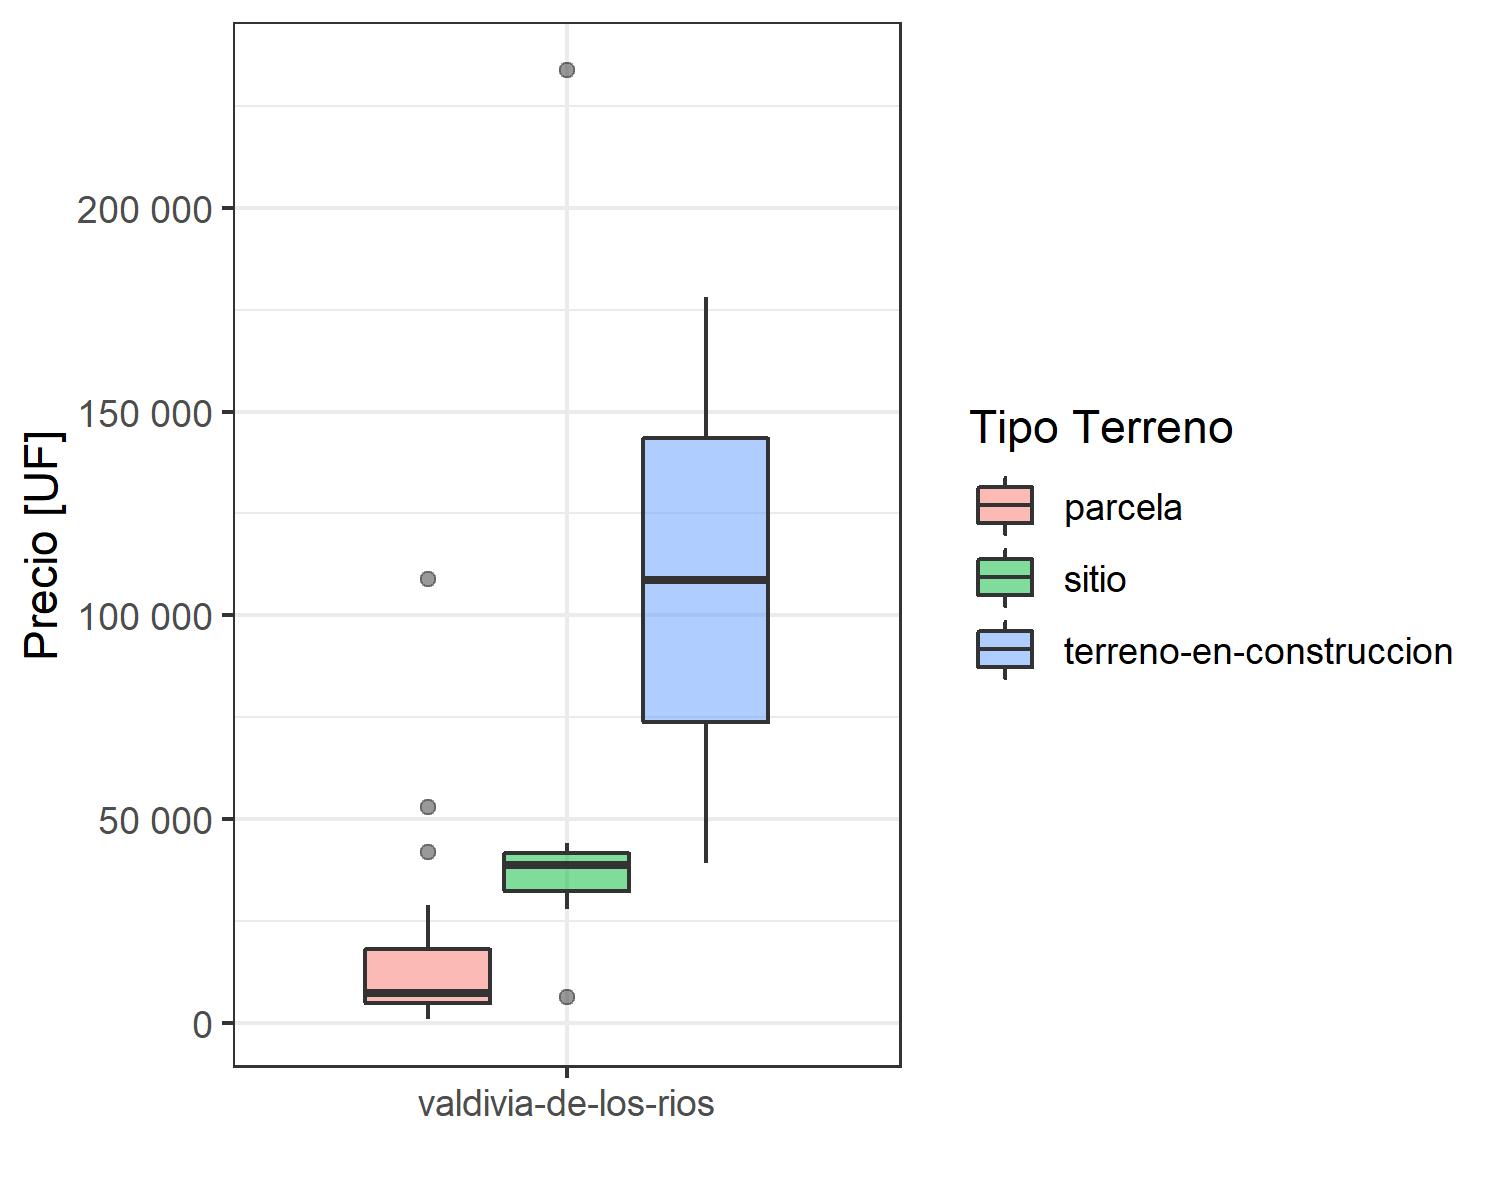 Precio [UF]
200 000
150 000
100 000
50 000
0
valdivia-de-los-rios
Tipo Terreno
parcela
sitio
terreno-en-construccion